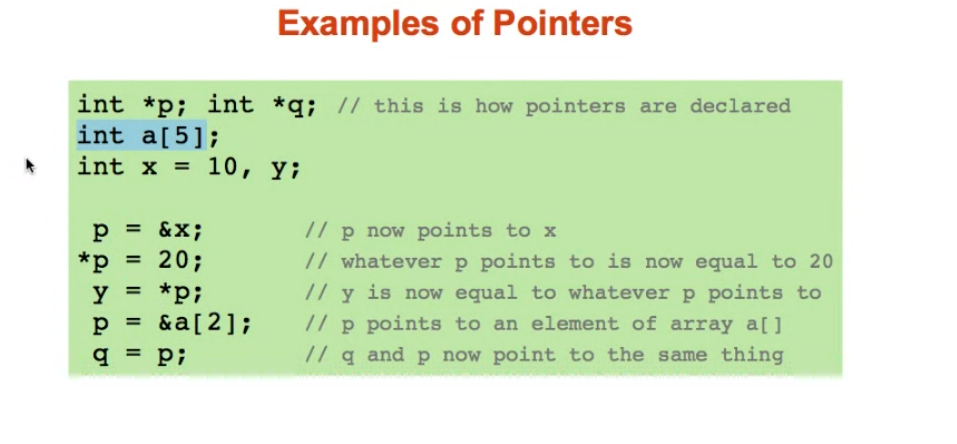 Examples of Pointers
int *p; int *q; // this is how pointers are declared
int a[5];
int x = 10, y;
p = &x; // p now points to x
*p = 20; // whatever p points to is now equal to 20
y = *p; // y is now equal to whatever p points to
p = &a[2]; // p points to an element of array a[]
q = p; // q and p now point to the same thing